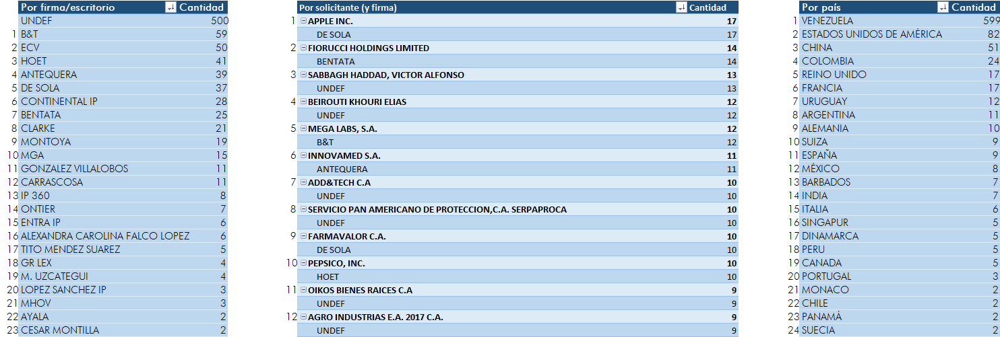 Por firma/escritorio Cantidad
UNDEF 500
1 B&T 59
2 ECV 50
3 HOET 41
4 ANTEQUERA 39
5 DE SOLA 37
6 CONTINENTAL IP 28
7 BENTATA 25
8 CLARKE 21
9 MONTOYA 19
10 MGA 15
11 GONZALEZ VILLALOBOS 11
12 CARRASCOSA 11
13 IP 360 8
14 ONTIER 7
15 ENTRA IP 6
16 ALEXANDRA CAROLINA FALCO LOPEZ 6
17 TITO MENDEZ SUAREZ 5
18 GR LEX 4
19 M. UZCATEGUI 4
20 LOPEZ SANCHEZ IP 3
21 MHOV 3
22 AYALA 2
23 CESAR MONTILLA 2
Por solicitante (y firma) Cantidad
1 APPLE INC. 17
DE SOLA 17
2 FIORUCCI HOLDINGS LIMITED 14
BENTATA 14
3 SABBAGH HADDAD, VICTOR ALFONSO 13
UNDEF 13
4 BEIROUTI KHOURI ELIAS 12
UNDEF 12
5 MEGA LABS, S.A. 12
B&T 12
6 INNOVAMED S.A. 11
ANTEQUERA 11
7 ADD&TECH C.A 10
UNDEF 10
8 SERVICIO PAN AMERICANO DE PROTECCION,C.A. SERPAPROCA 10
UNDEF 10
9 FARMAVALOR C.A. 10
DE SOLA 10
10 PEPSICO, INC. 10
HOET 10
11 OIKOS BIENES RAICES C.A 9
UNDEF 9
12 AGRO INDUSTRIAS E.A. 2017 C.A. 9
UNDEF 9
Por país Cantidad
1 VENEZUELA 599
2 ESTADOS UNIDOS DE AMÉRICA 82
3 CHINA 51
4 COLOMBIA 24
5 REINO UNIDO 17
6 FRANCIA 17
7 URUGUAY 12
8 ARGENTINA 11
9 ALEMANIA 10
10 SUIZA 9
11 ESPAÑA 9
12 MÉXICO 8
13 BARBADOS 7
14 INDIA 7
15 ITALIA 6
16 SINGAPUR 5
17 DINAMARCA 5
18 PERU 5
19 CANADA 5
20 PORTUGAL 3
21 MONACO 2
22 CHILE 2
23 PANAMÁ 2
24 SUECIA 2